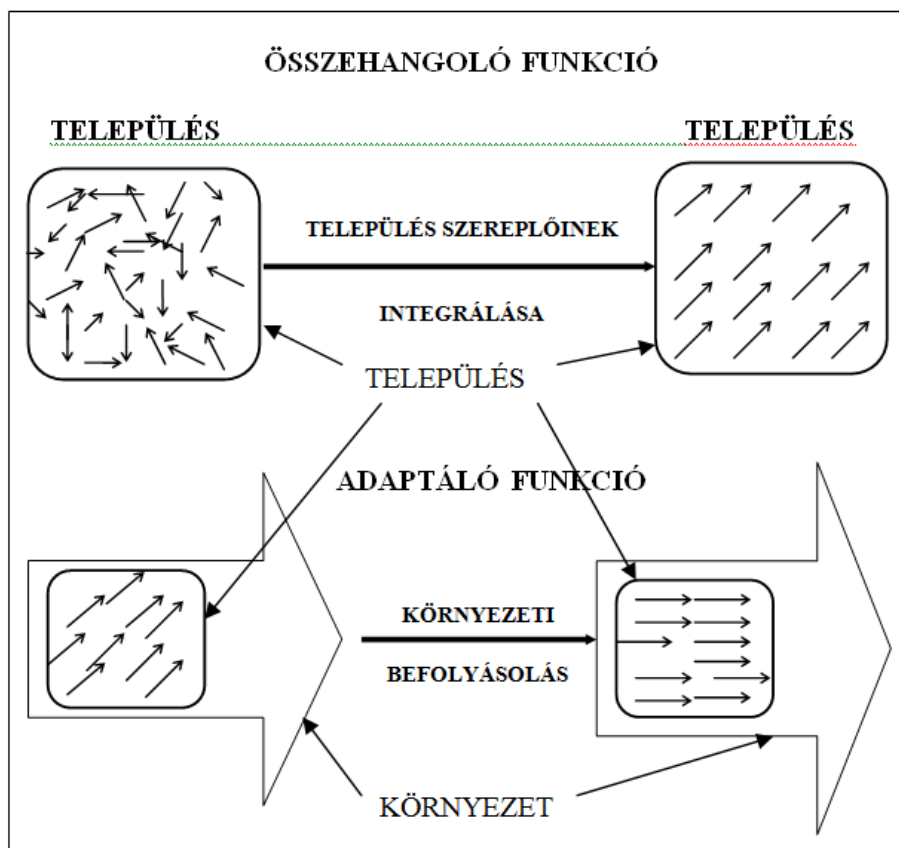 ÖSSZEHANGOLÓ FUNKCIÓ
TELEPÜLÉS
TELEPÜLÉS
TELEPÜLÉS SZEREPLŐINEK
INTEGRÁLÁSA
TELEPÜLÉS
ADAPTÁLÓ FUNKCIÓ
KÖRNYEZETI
BEFOLYÁSOLÁS
KÖRNYEZET